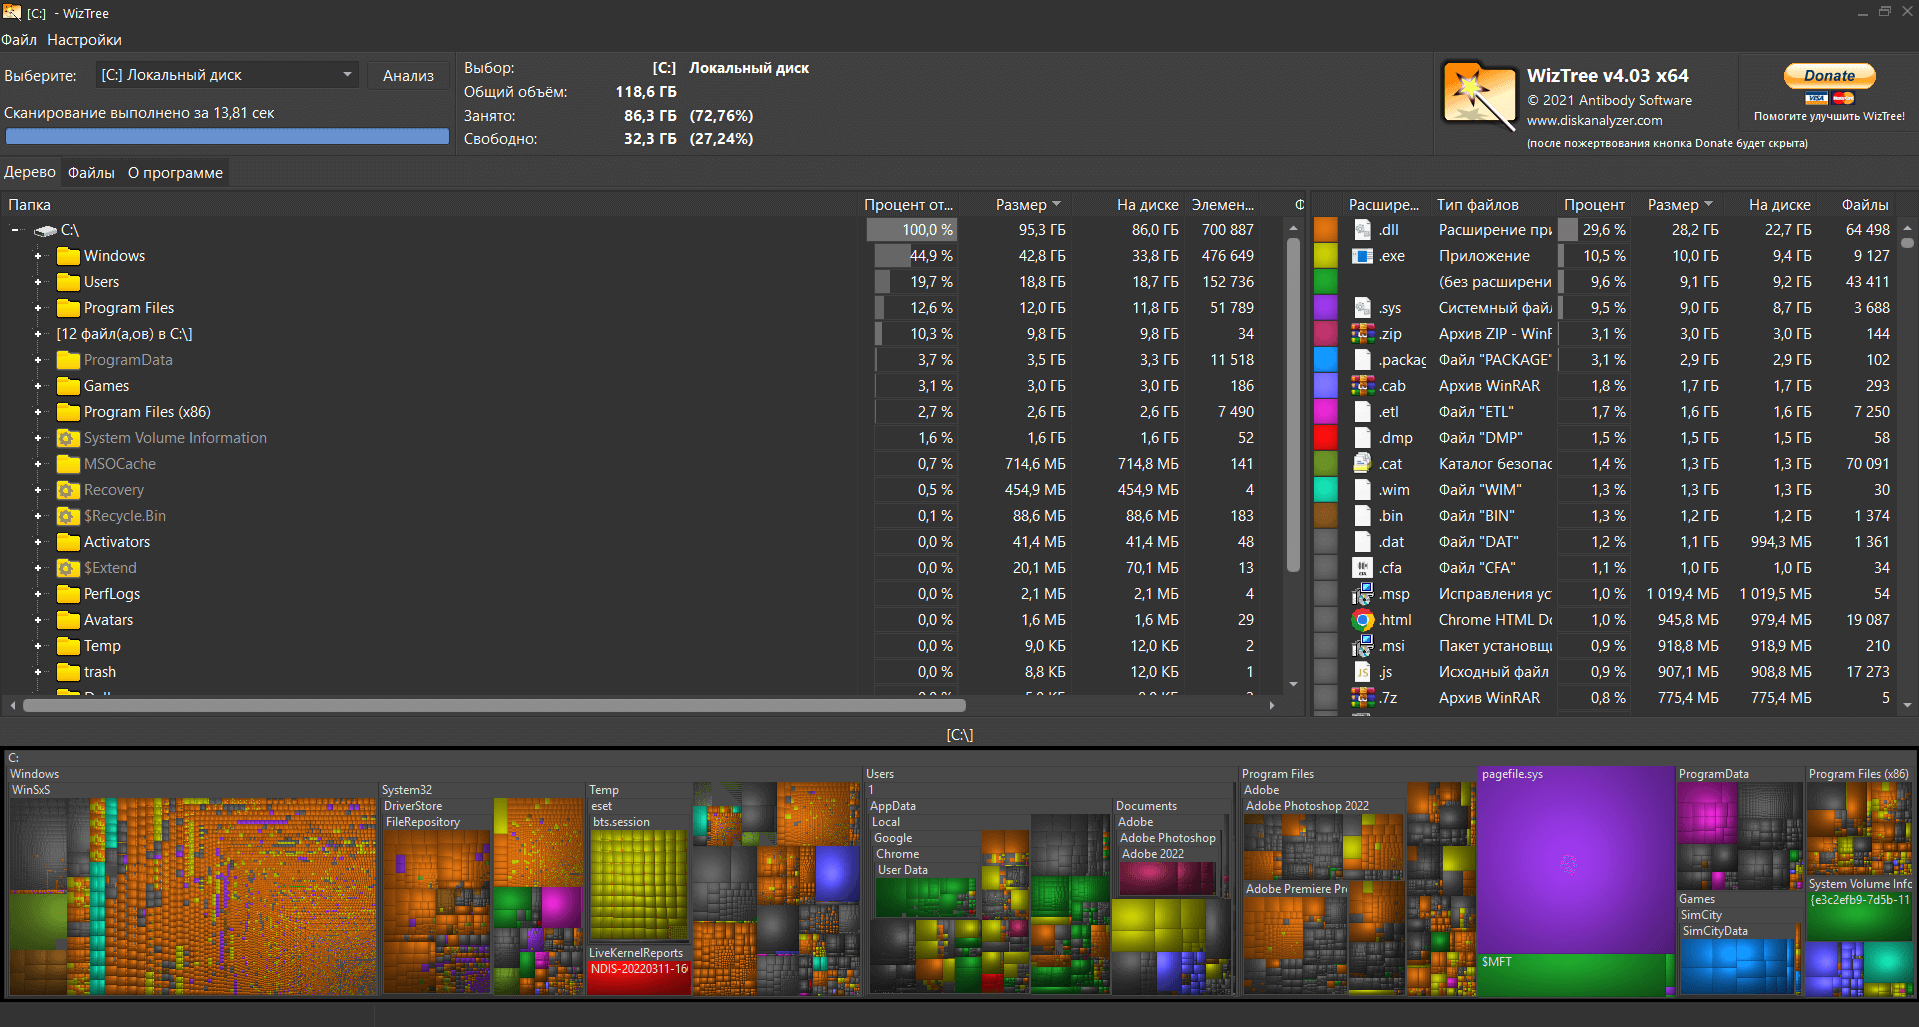 [C:] - WizTree
Файл Настройки
Выберите: [C:] Локальный диск Анализ
Сканирование выполнено за 13,81 сек
Выбор: [C:] Локальный диск
Общий объём: 118,6 ГБ
Занято: 86,3 ГБ (72,76%)
Свободно: 32,3 ГБ (27,24%)
WizTree v4.03 x64
© 2021 Antibody Software
www.diskanalyzer.com
(после пожертвования кнопка Donate будет скрыта)
Donate
VISA MasterCard
Помогите улучшить WizTree!
Дерево Файлы О программе
Папка Процент от... Размер На диске Элемен... Ф
C:\ 100,0 % 95,3 ГБ 86,0 ГБ 700 887
Windows 44,9 % 42,8 ГБ 33,8 ГБ 476 649
Users 19,7 % 18,8 ГБ 18,7 ГБ 152 736
Program Files 12,6 % 12,0 ГБ 11,8 ГБ 51 789
[12 файл(а,ов) в C:\] 10,3 % 9,8 ГБ 9,8 ГБ 34
ProgramData 3,7 % 3,5 ГБ 3,3 ГБ 11 518
Games 3,1 % 3,0 ГБ 3,0 ГБ 186
Program Files (x86) 2,7 % 2,6 ГБ 2,6 ГБ 7 490
System Volume Information 1,6 % 1,6 ГБ 1,6 ГБ 52
MSOCache 0,7 % 714,6 МБ 714,8 МБ 141
Recovery 0,5 % 454,9 МБ 454,9 МБ 4
$Recycle.Bin 0,1 % 88,6 МБ 88,6 МБ 183
Activators 0,0 % 41,4 МБ 41,4 МБ 48
$Extend 0,0 % 20,1 МБ 70,1 МБ 13
PerfLogs 0,0 % 2,1 МБ 2,1 МБ 4
Avatars 0,0 % 1,6 МБ 1,6 МБ 29
Temp 0,0 % 9,0 КБ 12,0 КБ 2
trash 0,0 % 8,8 КБ 12,0 КБ 1
Расшире... Тип файлов Процент Размер На диске Файлы
.dll Расширение при 29,6 % 28,2 ГБ 22,7 ГБ 64 498
.exe Приложение 10,5 % 10,0 ГБ 9,4 ГБ 9 127
(без расширени 9,6 % 9,1 ГБ 9,2 ГБ 43 411
.sys Системный файл 9,5 % 9,0 ГБ 8,7 ГБ 3 688
.zip Архив ZIP - WinF 3,1 % 3,0 ГБ 3,0 ГБ 144
.packag Файл "PACKAGE" 3,1 % 2,9 ГБ 2,9 ГБ 102
.cab Архив WinRAR 1,8 % 1,7 ГБ 1,7 ГБ 293
.etl Файл "ETL" 1,7 % 1,6 ГБ 1,6 ГБ 7 250
.dmp Файл "DMP" 1,5 % 1,5 ГБ 1,5 ГБ 58
.cat Каталог безопас 1,4 % 1,3 ГБ 1,3 ГБ 70 091
.wim Файл "WIM" 1,3 % 1,3 ГБ 1,3 ГБ 30
.bin Файл "BIN" 1,3 % 1,2 ГБ 1,2 ГБ 1 374
.dat Файл "DAT" 1,2 % 1,1 ГБ 994,3 МБ 1 361
.cfa Файл "CFA" 1,1 % 1,0 ГБ 1,0 ГБ 34
.msp Исправления ус 1,0 % 1 019,4 МБ 1 019,5 МБ 54
.html Chrome HTML Do 1,0 % 945,8 МБ 979,4 МБ 19 087
.msi Пакет установщи 0,9 % 918,8 МБ 918,9 МБ 210
.js Исходный файл 0,9 % 907,1 МБ 908,8 МБ 17 273
.7z Архив WinRAR 0,8 % 775,4 МБ 775,4 МБ 5
[C:\]
C:
Windows
WinSxS
System32
DriverStore
FileRepository
Temp
eset
bts.session
LiveKernelReports
NDIS-20220311-16
Users
1
AppData
Local
Google
Chrome
User Data
Documents
Adobe
Adobe Photoshop
Adobe 2022
Program Files
Adobe
Adobe Photoshop 2022
Adobe Premiere Pr
pagefile.sys
$MFT
ProgramData
Games
SimCity
SimCityData
Program Files (x86)
System Volume Info
{e3c2efb9-7d5b-11